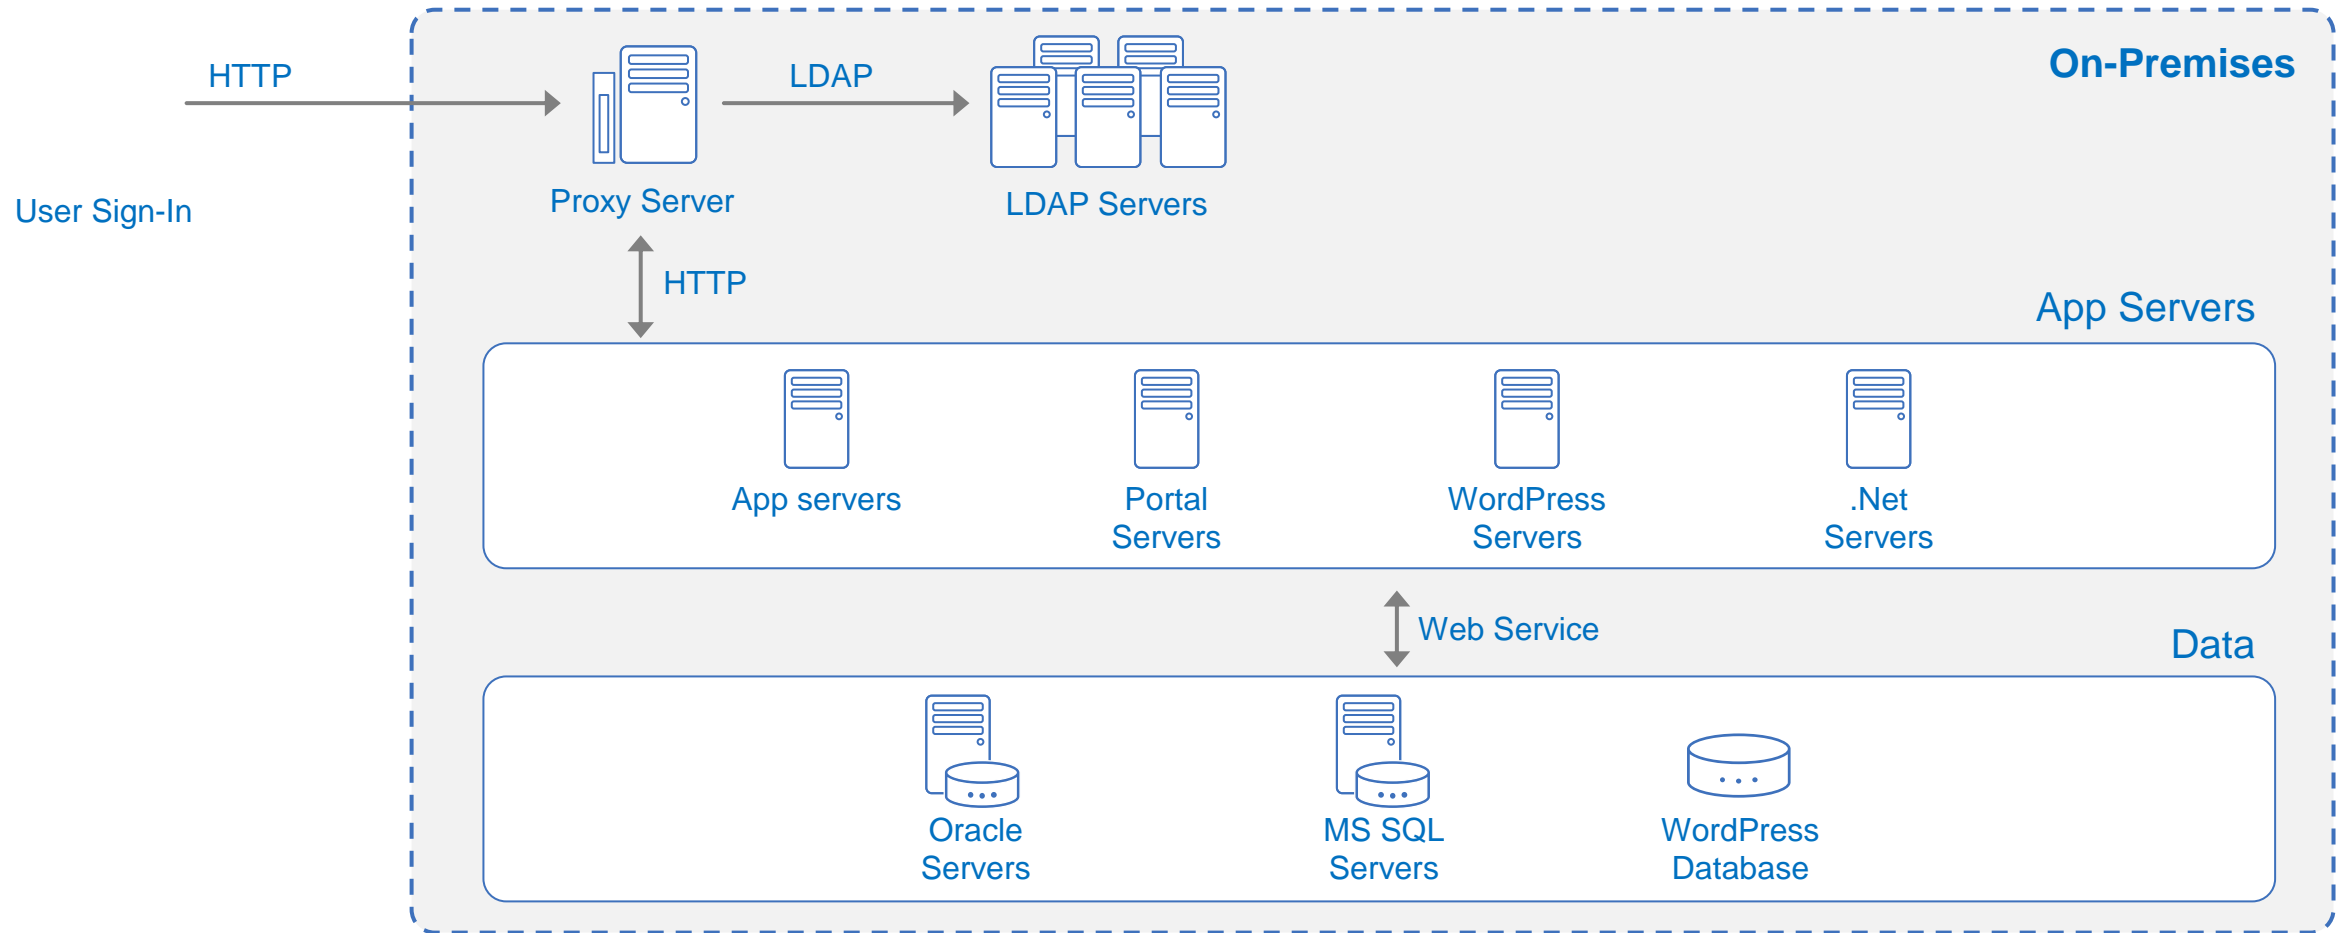 HTTP
LDAP
On-Premises
User Sign-In
Proxy Server
LDAP Servers
HTTP
App Servers
App servers
Portal
Servers
WordPress
Servers
.Net
Servers
Web Service
Data
Oracle
Servers
MS SQL
Servers
WordPress
Database